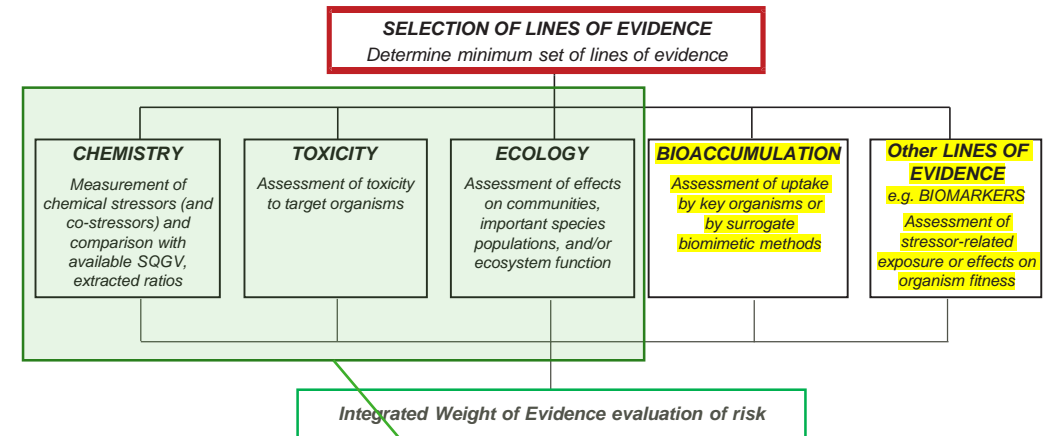 SELECTION OF LINES OF EVIDENCE
Determine minimum set of lines of evidence
CHEMISTRY
Measurement of
chemical stressors (and
co-stressors) and
comparison with
available SQGV,
extracted ratios
TOXICITY
Assessment of toxicity
to target organisms
ECOLOGY
Assessment of effects
on communities,
important species
populations, and/or
ecosystem function
BIOACCUMULATION
Assessment of uptake
by key organisms or
by surrogate
biomimetic methods
Other LINES OF
EVIDENCE
e.g. BIOMARKERS
Assessment of
stressor-related
exposure or effects on
organism fitness
Integrated Weight of Evidence evaluation of risk